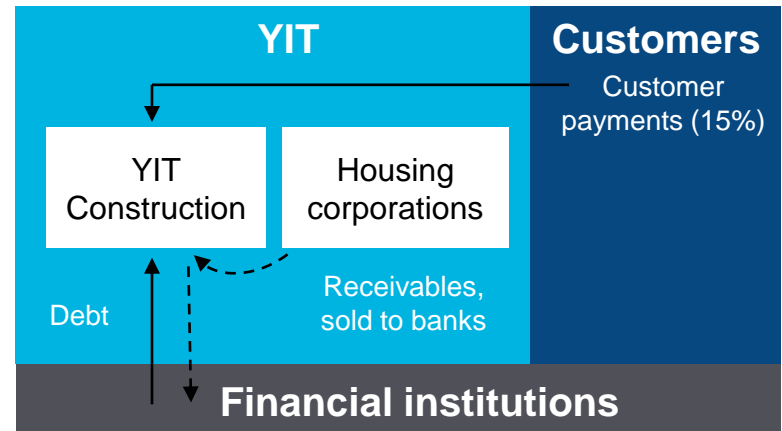 YIT
Customers
Customer
payments (15%)
YIT
Construction
Housing
corporations
Debt
Receivables,
sold to banks
Financial institutions